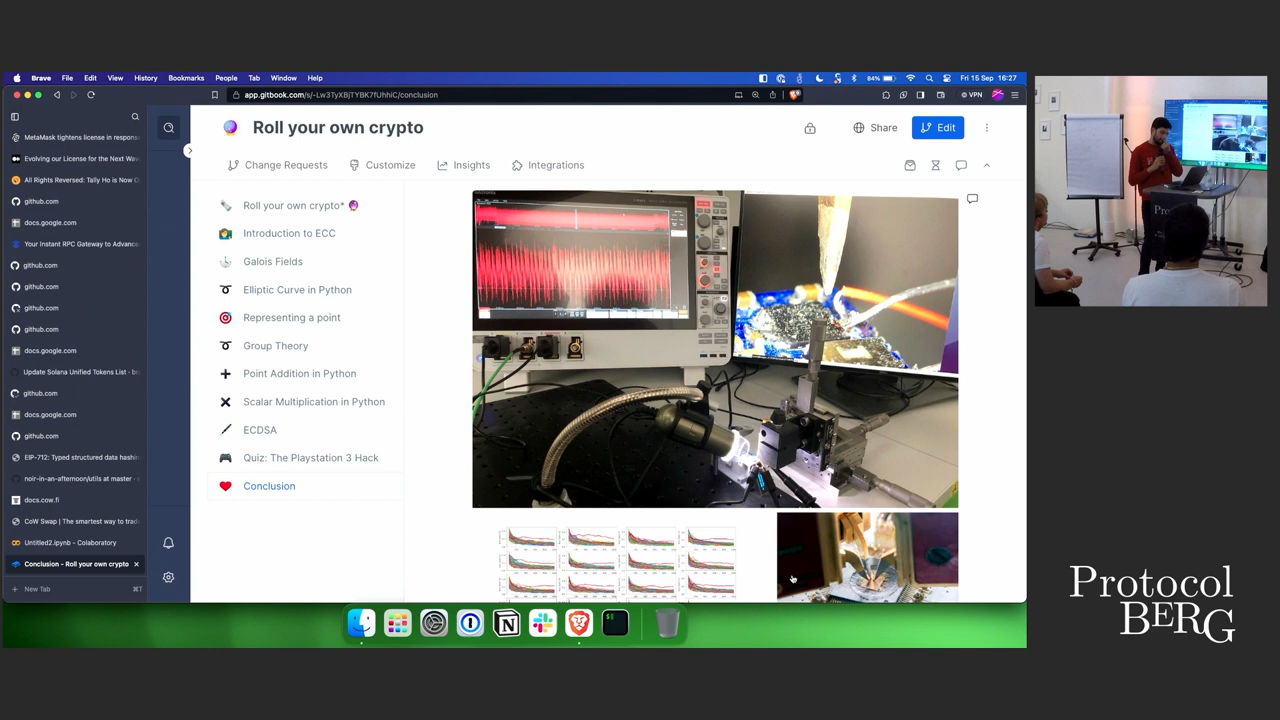 Brave File Edit View History Bookmarks People Tab Window Help
84% Fri 15 Sep 16:27
app.gitbook.com/s/-Lw3TyXBjTYBK7fUhhIC/conclusion
VPN
MetaMask tightens license in respons
Evolving our License for the Next Wav
All Rights Reversed: Tally Ho is Now O
github.com
docs.google.com
Your Instant RPC Gateway to Advance
github.com
github.com
github.com
github.com
docs.google.com
Update Solana Unified Tokens List · br
github.com
docs.google.com
github.com
EIP-712: Typed structured data hashin
noir-in-an-afternoon/utils at master ·
docs.cow.fi
CoW Swap | The smartest way to trade
Untitled2.ipynb - Colaboratory
Conclusion - Roll your own crypto
New Tab ⌘T
Roll your own crypto
Share
Edit
Change Requests
Customize
Insights
Integrations
Roll your own crypto*
Introduction to ECC
Galois Fields
Elliptic Curve in Python
Representing a point
Group Theory
Point Addition in Python
Scalar Multiplication in Python
ECDSA
Quiz: The Playstation 3 Hack
Conclusion
Protocol
BERG